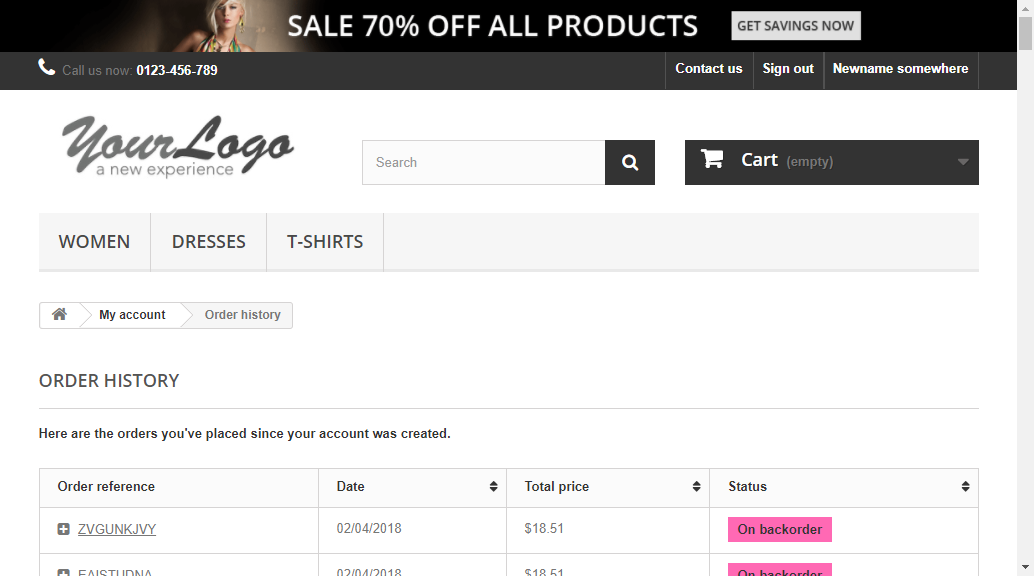 SALE 70% OFF ALL PRODUCTS GET SAVINGS NOW
Call us now: 0123-456-789 Contact us Sign out Newname somewhere
YourLogo
a new experience
Search Cart (empty)
WOMEN DRESSES T-SHIRTS
My account Order history
ORDER HISTORY
Here are the orders you've placed since your account was created.
Order reference Date Total price Status
ZVGUNKJVY 02/04/2018 $18.51 On backorder
02/04/2018 $18.51 On backorder